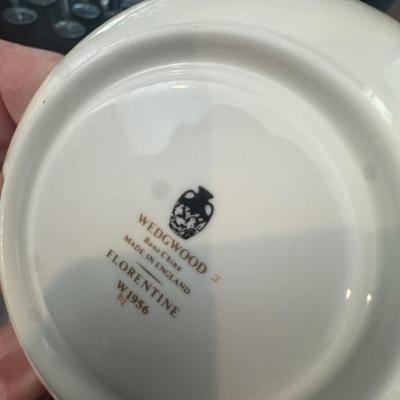 WEDGWOOD
Bone China
MADE IN ENGLAND
FLORENTINE
W1956